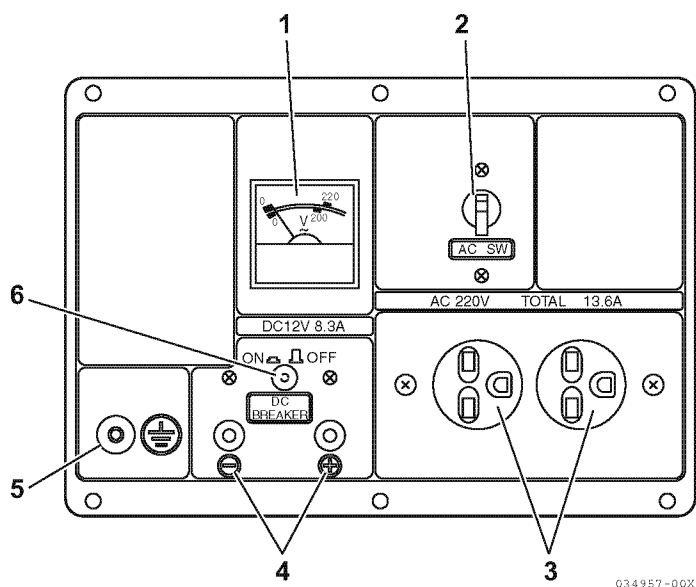 1
2
0 220
0 200
V
~
AC SW
6
AC 220V TOTAL 13.6A
DC12V 8.3A
ON OFF
DC
BREAKER
5
4
3
034957-00X